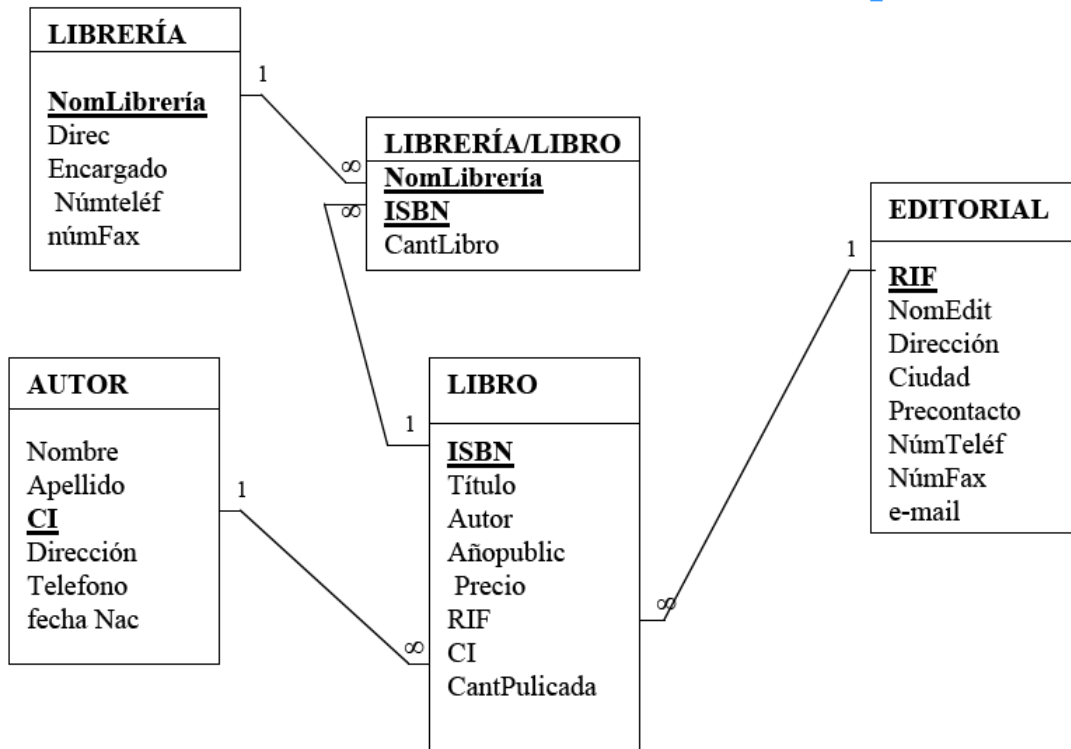 LIBRERÍA
NomLibrería
Direc
Encargado
Númteléf
númFax
1
∞
LIBRERÍA/LIBRO
NomLibrería
ISBN
CantLibro
∞
1
EDITORIAL
RIF
NomEdit
Dirección
Ciudad
Precontacto
NúmTeléf
NúmFax
e-mail
1
∞
AUTOR
Nombre
Apellido
CI
Dirección
Telefono
fecha Nac
1
∞
LIBRO
ISBN
Título
Autor
Añopublic
Precio
RIF
CI
CantPulicada